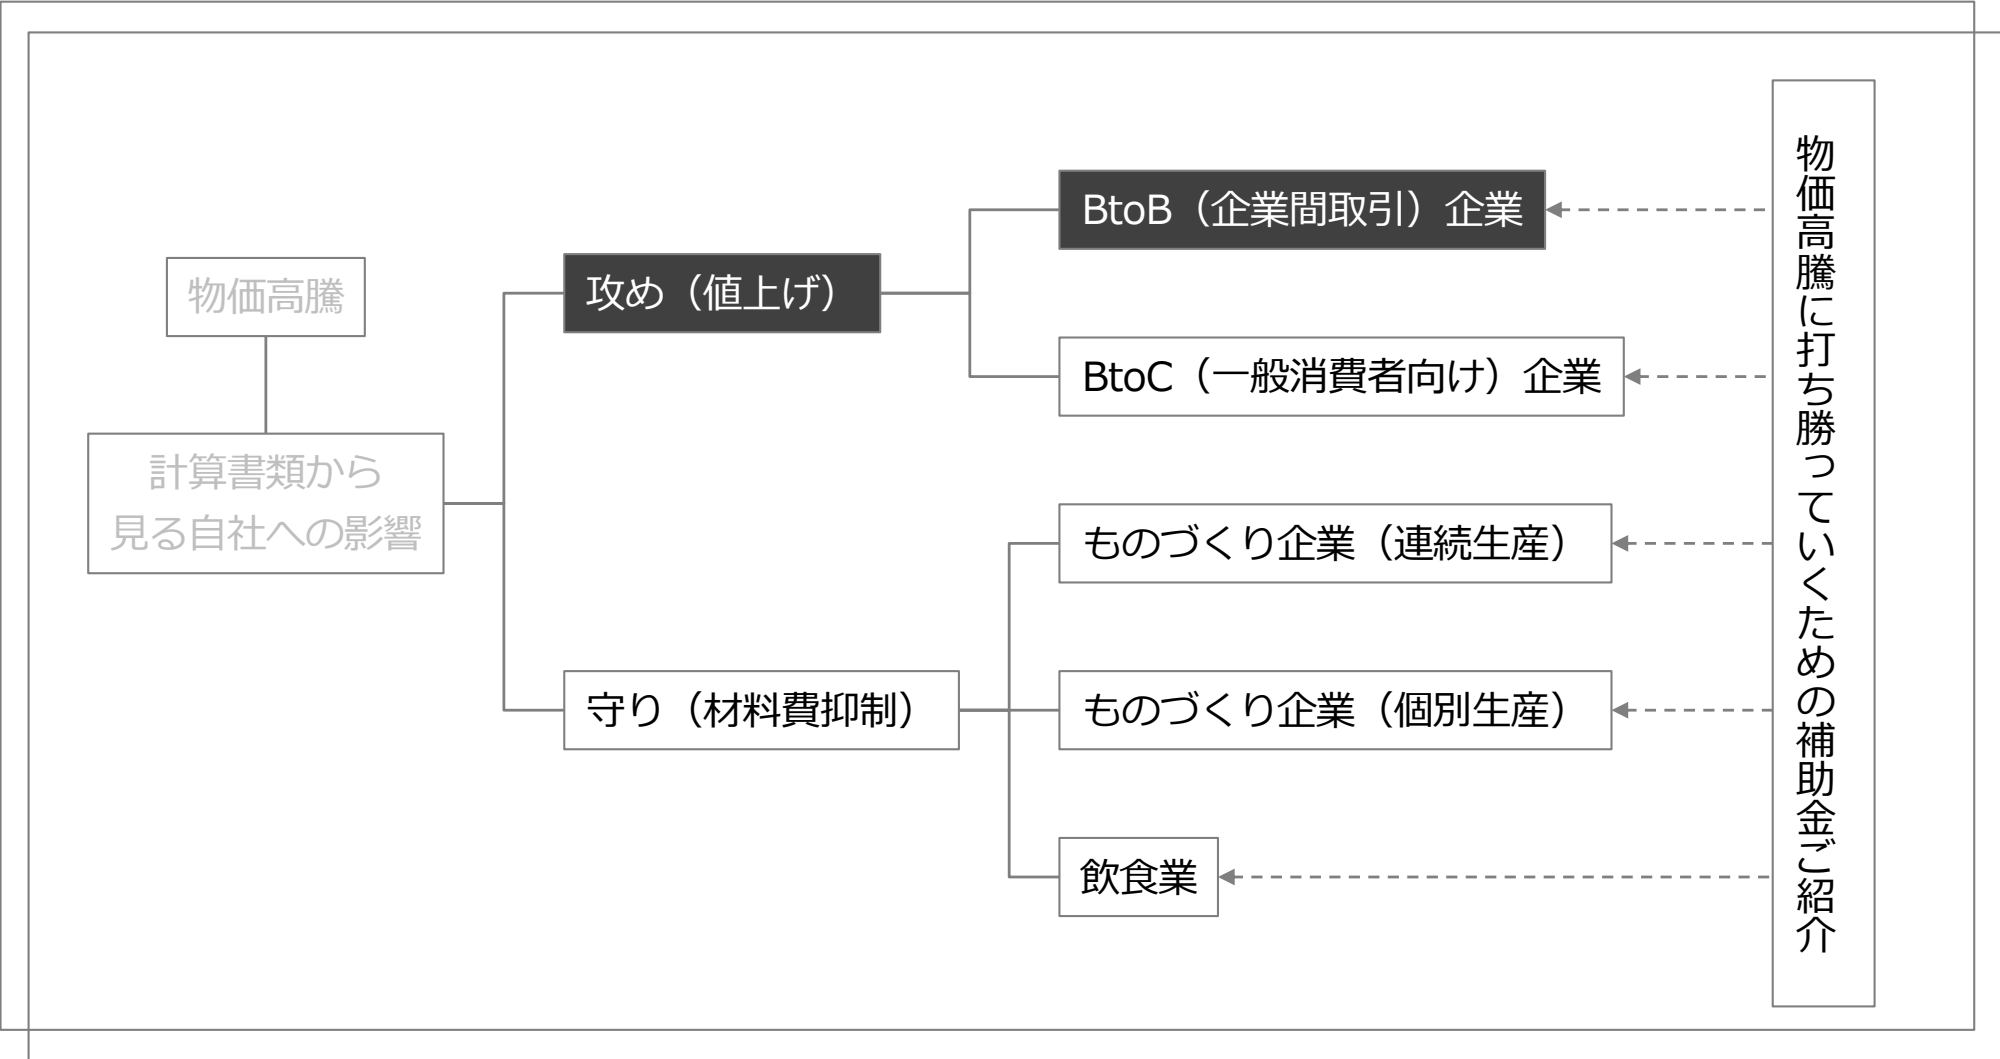 物価高騰
計算書類から
見る自社への影響
攻め（値上げ）
守り（材料費抑制）
BtoB（企業間取引）企業
BtoC（一般消費者向け）企業
ものづくり企業（連続生産）
ものづくり企業（個別生産）
飲食業
物価高騰に打ち勝っていくための補助金ご紹介